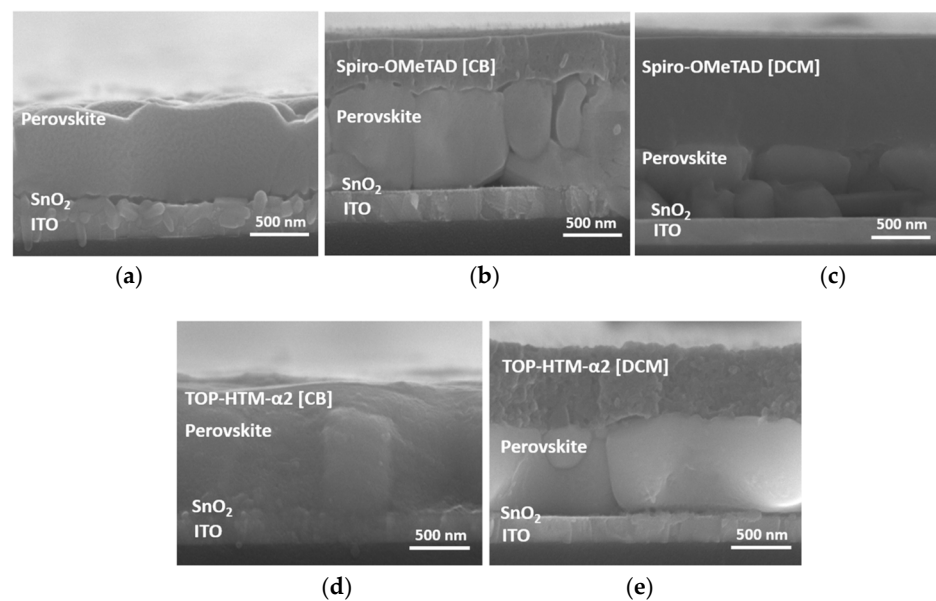 Perovskite
SnO₂
ITO
500 nm
(a)
Spiro-OMeTAD [CB]
Perovskite
SnO₂
ITO
500 nm
(b)
Spiro-OMeTAD [DCM]
Perovskite
SnO₂
ITO
500 nm
(c)
TOP-HTM-α2 [CB]
Perovskite
SnO₂
ITO
500 nm
(d)
TOP-HTM-α2 [DCM]
Perovskite
SnO₂
ITO
500 nm
(e)